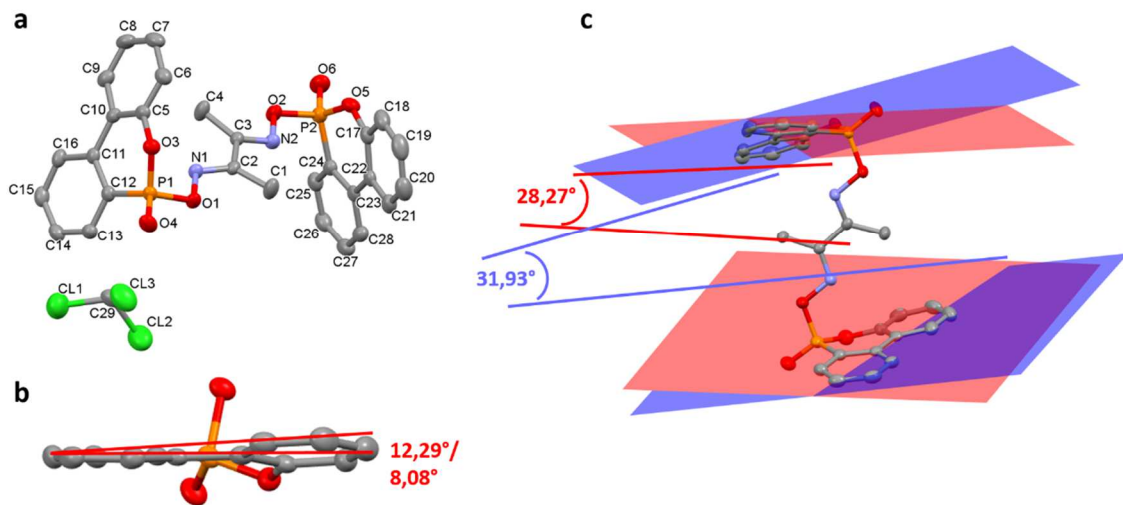 a
C8 C7
C9
C6
C10 C5
C16 C11 O3
C15 C12 P1
C14 C13 O4 O1
N1 C2 C1
C4
C3 N2
O2
O6
P2 O5
C17 C18
C19
C24 C22 C20
C25 C23 C21
C26 C28
C27
CL1 CL3
C29
CL2
b
12,29°/
8,08°
c
28,27°
31,93°